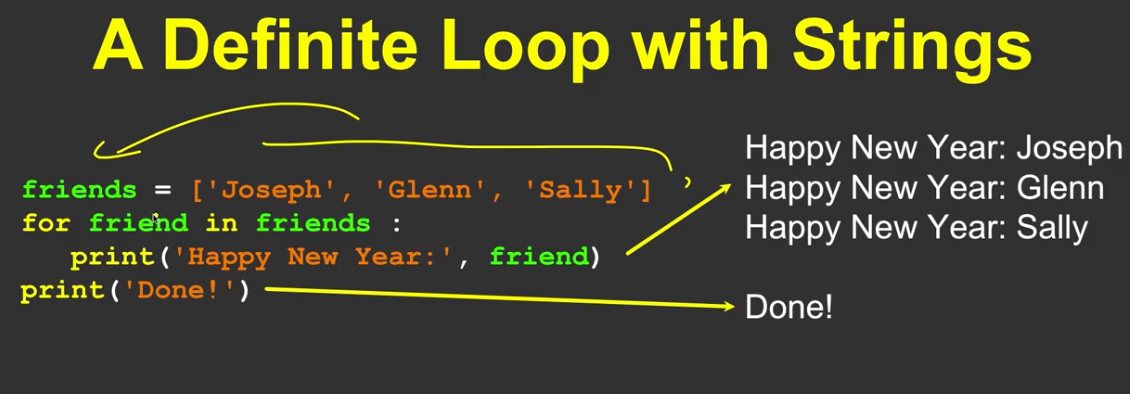 A Definite Loop with Strings
friends = ['Joseph', 'Glenn', 'Sally']
for friend in friends :
   print('Happy New Year:', friend)
print('Done!')
Happy New Year: Joseph
Happy New Year: Glenn
Happy New Year: Sally
Done!